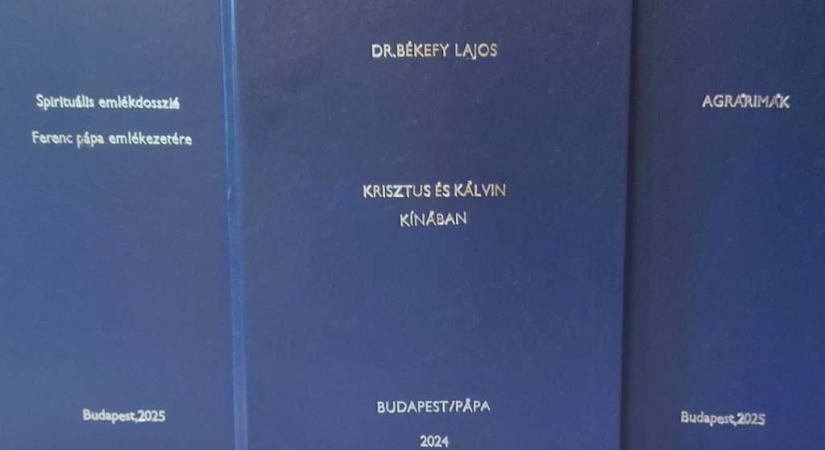 Spirituális emlékdosszié
Ferenc pápa emlékezetére
Budapest,2025
DR.BÉKEFY LAJOS
KRISZTUS ÉS KÁLVIN
KÍNÁBAN
BUDAPEST/PÁPA
2024
AGRÁRIMÁK
Budapest,2025